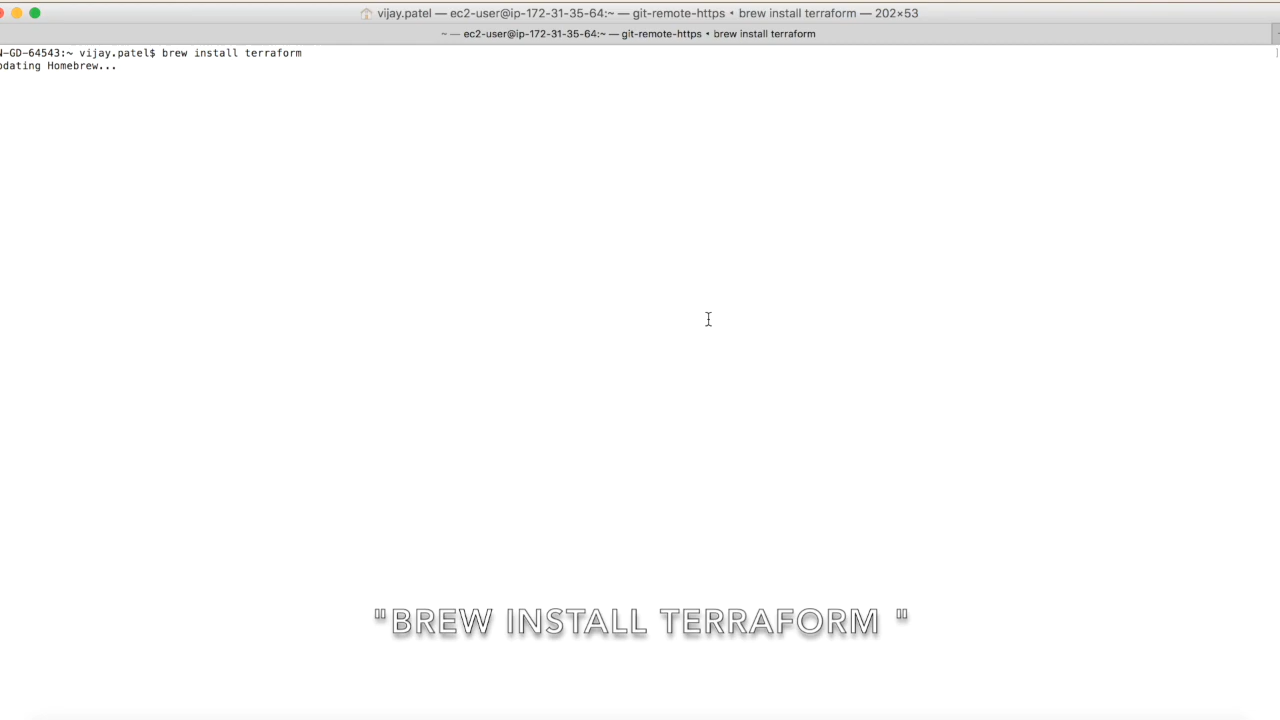 vijay.patel — ec2-user@ip-172-31-35-64:~ — git-remote-https ◂ brew install terraform — 202×53
~ — ec2-user@ip-172-31-35-64:~ — git-remote-https ◂ brew install terraform
N-GD-64543:~ vijay.patel$ brew install terraform
pdating Homebrew...
"BREW INSTALL TERRAFORM "